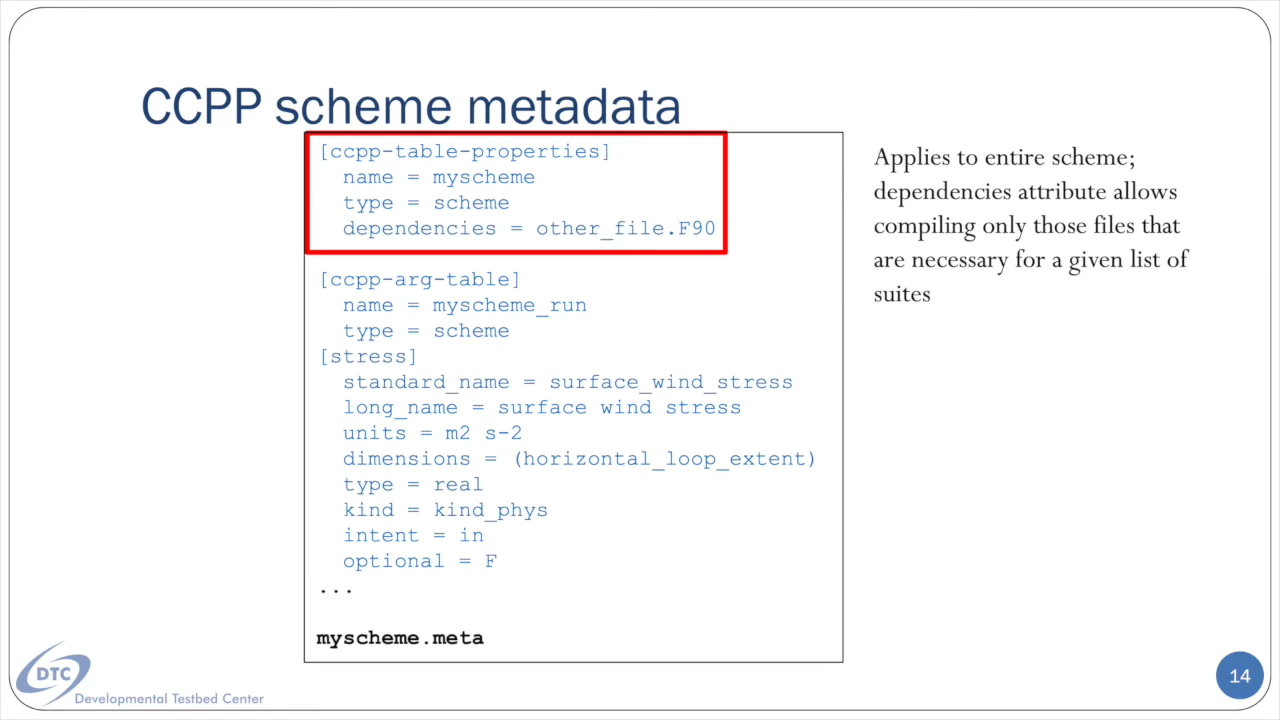 CCPP scheme metadata
[ccpp-table-properties]
name = myscheme
type = scheme
dependencies = other_file.F90
[ccpp-arg-table]
name = myscheme_run
type = scheme
[stress]
standard_name = surface_wind_stress
long_name = surface wind stress
units = m2 s-2
dimensions = (horizontal_loop_extent)
type = real
kind = kind_phys
intent = in
optional = F
...
myscheme.meta
Applies to entire scheme;
dependencies attribute allows
compiling only those files that
are necessary for a given list of
suites
DTC
Developmental Testbed Center
14